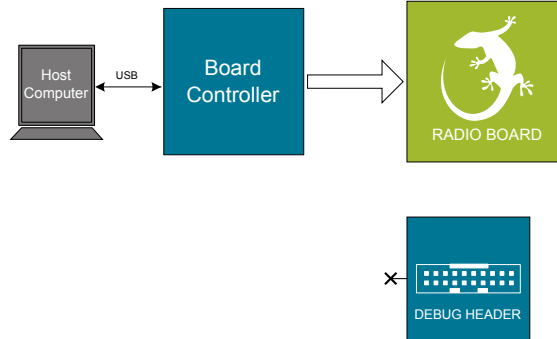 Host
Computer
USB
Board
Controller
RADIO BOARD
DEBUG HEADER